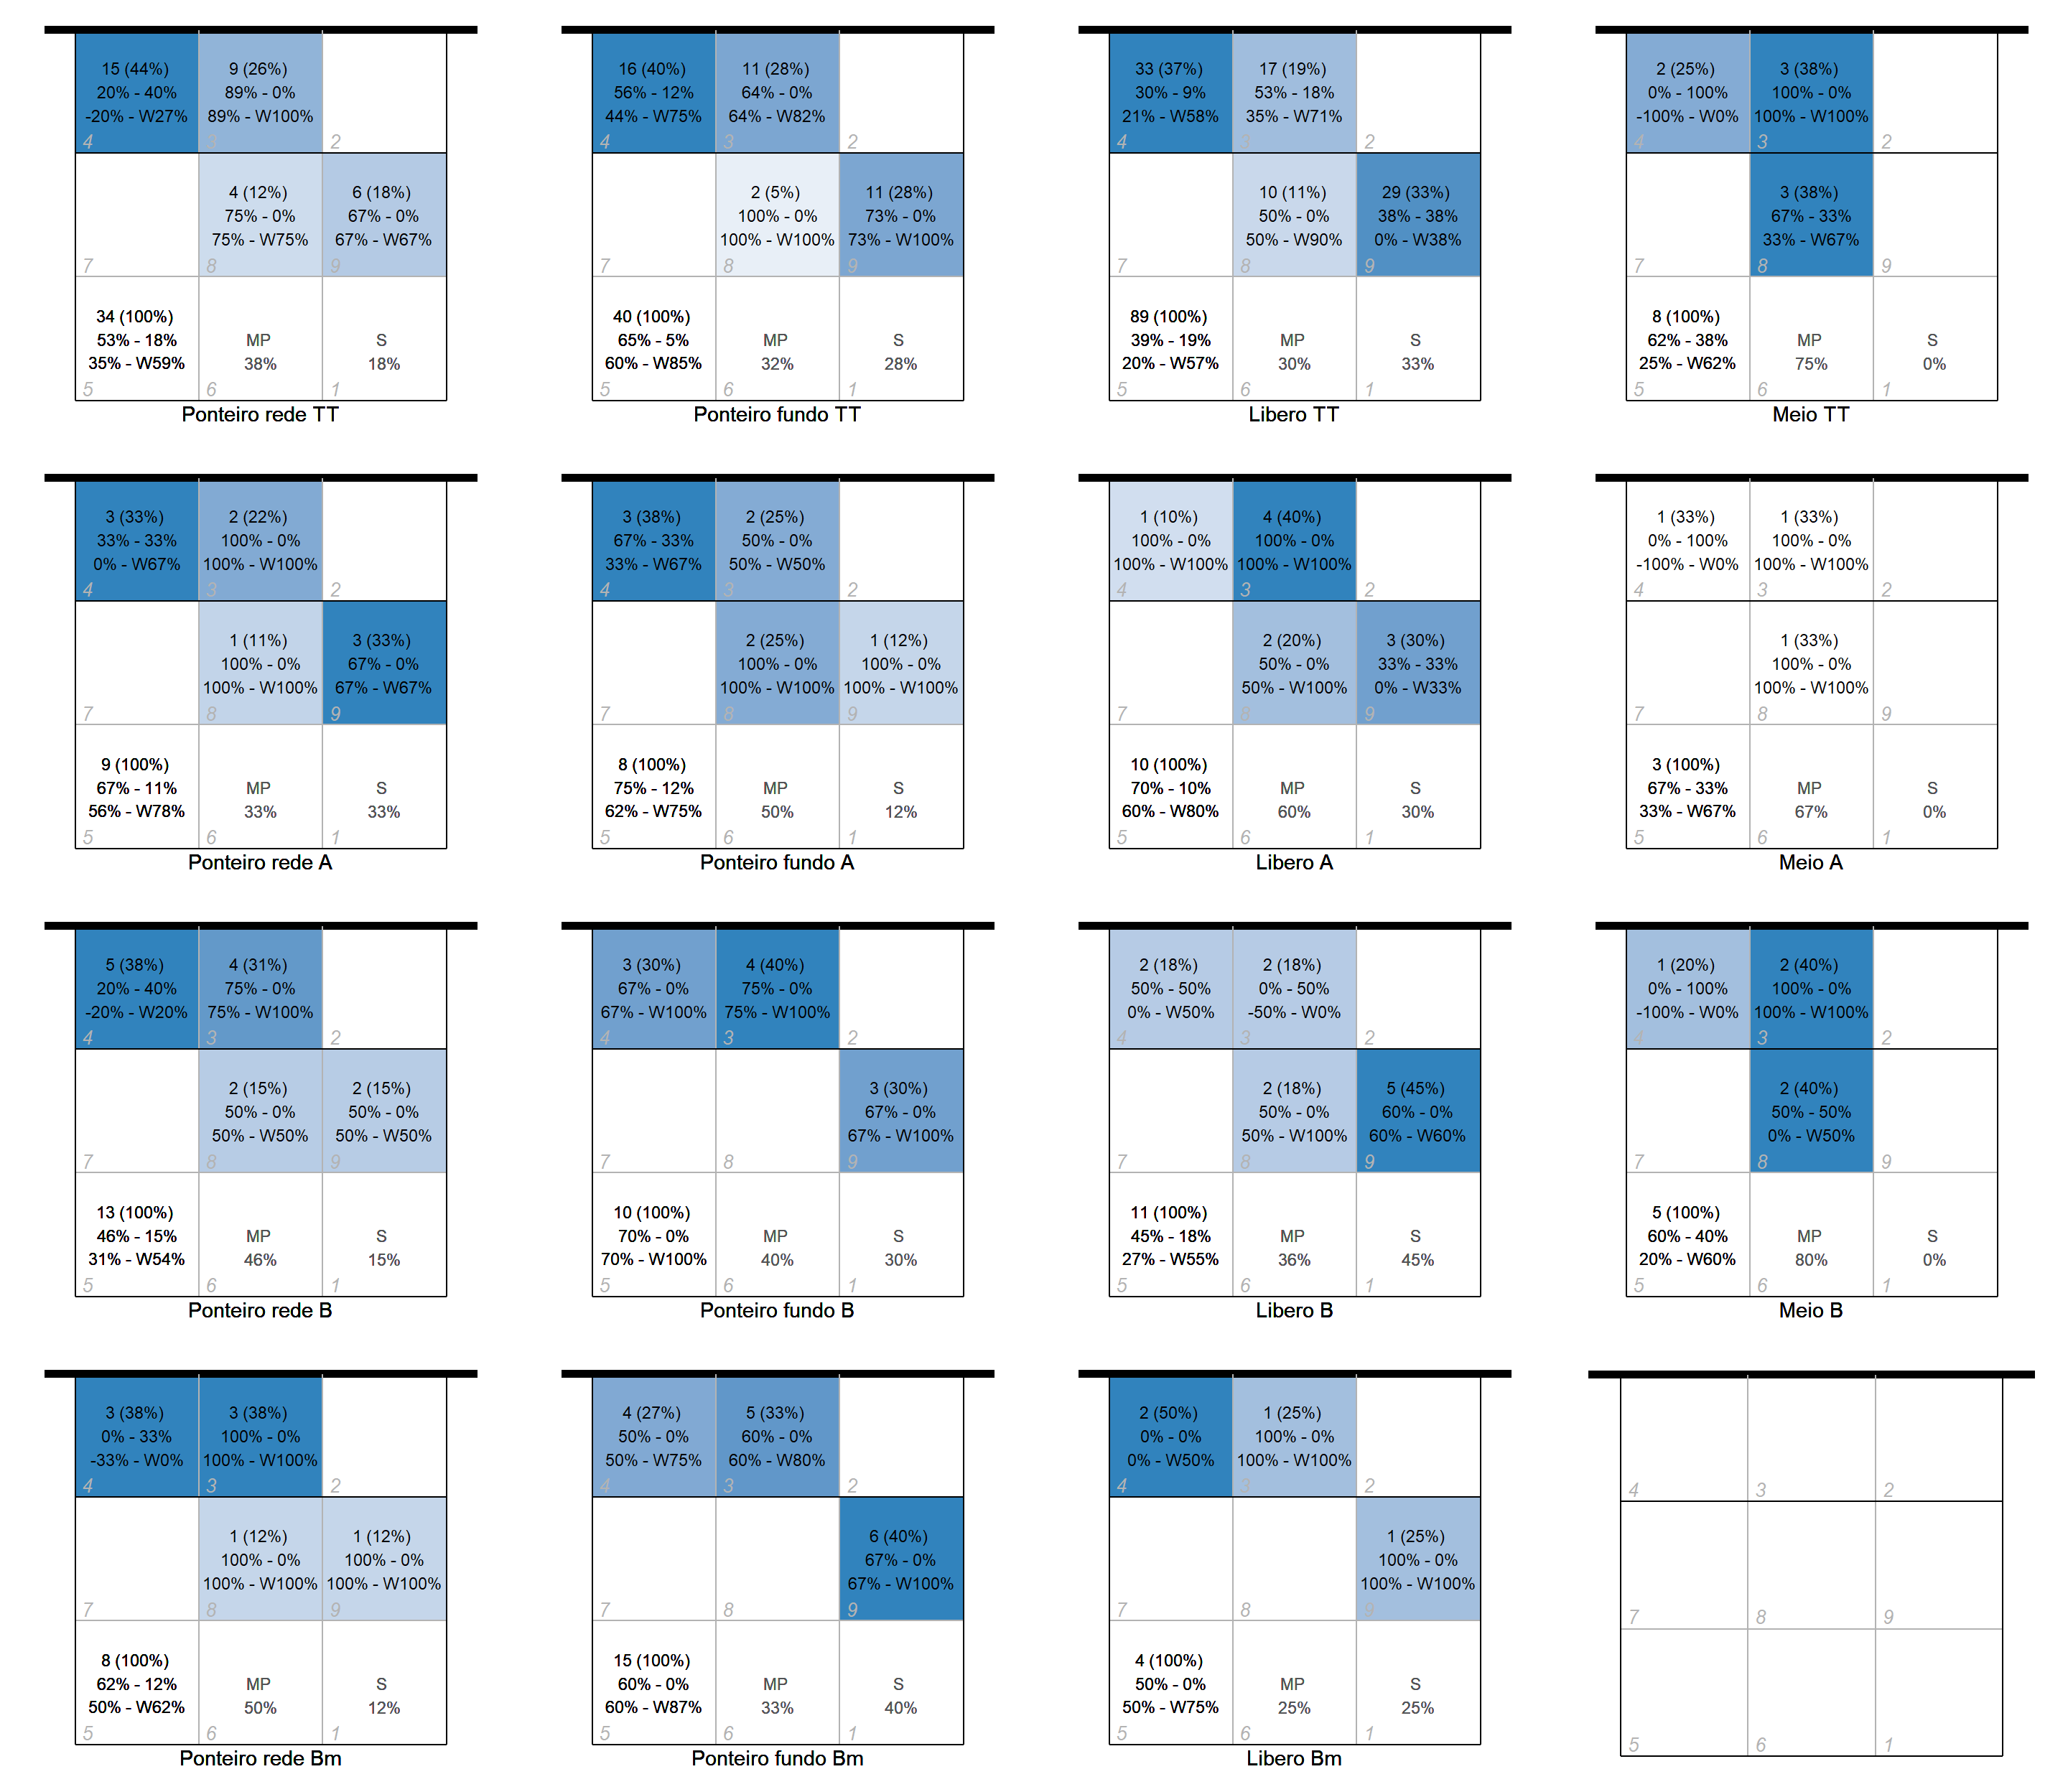 15 (44%)
20% - 40%
-20% - W27%
4
9 (26%)
89% - 0%
89% - W100%
3
2
7
4 (12%)
75% - 0%
75% - W75%
8
6 (18%)
67% - 0%
67% - W67%
9
34 (100%)
53% - 18%
35% - W59%
5
MP
38%
6
S
18%
1
Ponteiro rede TT
16 (40%)
56% - 12%
44% - W75%
4
11 (28%)
64% - 0%
64% - W82%
3
2
7
2 (5%)
100% - 0%
100% - W100%
8
11 (28%)
73% - 0%
73% - W100%
9
40 (100%)
65% - 5%
60% - W85%
5
MP
32%
6
S
28%
1
Ponteiro fundo TT
33 (37%)
30% - 9%
21% - W58%
4
17 (19%)
53% - 18%
35% - W71%
3
2
7
10 (11%)
50% - 0%
50% - W90%
8
29 (33%)
38% - 38%
0% - W38%
9
89 (100%)
39% - 19%
20% - W57%
5
MP
30%
6
S
33%
1
Libero TT
2 (25%)
0% - 100%
-100% - W0%
4
3 (38%)
100% - 0%
100% - W100%
3
2
7
3 (38%)
67% - 33%
33% - W67%
8
9
8 (100%)
62% - 38%
25% - W62%
5
MP
75%
6
S
0%
1
Meio TT
3 (33%)
33% - 33%
0% - W67%
4
2 (22%)
100% - 0%
100% - W100%
3
2
7
1 (11%)
100% - 0%
100% - W100%
8
3 (33%)
67% - 0%
67% - W67%
9
9 (100%)
67% - 11%
56% - W78%
5
MP
33%
6
S
33%
1
Ponteiro rede A
3 (38%)
67% - 33%
33% - W67%
4
2 (25%)
50% - 0%
50% - W50%
3
2
7
2 (25%)
100% - 0%
100% - W100%
8
1 (12%)
100% - 0%
100% - W100%
9
8 (100%)
75% - 12%
62% - W75%
5
MP
50%
6
S
12%
1
Ponteiro fundo A
1 (10%)
100% - 0%
100% - W100%
4
4 (40%)
100% - 0%
100% - W100%
3
2
7
2 (20%)
50% - 0%
50% - W100%
8
3 (30%)
33% - 33%
0% - W33%
9
10 (100%)
70% - 10%
60% - W80%
5
MP
60%
6
S
30%
1
Libero A
1 (33%)
0% - 100%
-100% - W0%
4
1 (33%)
100% - 0%
100% - W100%
3
2
7
1 (33%)
100% - 0%
100% - W100%
8
9
3 (100%)
67% - 33%
33% - W67%
5
MP
67%
6
S
0%
1
Meio A
5 (38%)
20% - 40%
-20% - W20%
4
4 (31%)
75% - 0%
75% - W100%
3
2
7
2 (15%)
50% - 0%
50% - W50%
8
2 (15%)
50% - 0%
50% - W50%
9
13 (100%)
46% - 15%
31% - W54%
5
MP
46%
6
S
15%
1
Ponteiro rede B
3 (30%)
67% - 0%
67% - W100%
4
4 (40%)
75% - 0%
75% - W100%
3
2
7
8
3 (30%)
67% - 0%
67% - W100%
9
10 (100%)
70% - 0%
70% - W100%
5
MP
40%
6
S
30%
1
Ponteiro fundo B
2 (18%)
50% - 50%
0% - W50%
4
2 (18%)
0% - 50%
-50% - W0%
3
2
7
2 (18%)
50% - 0%
50% - W100%
8
5 (45%)
60% - 0%
60% - W60%
9
11 (100%)
45% - 18%
27% - W55%
5
MP
36%
6
S
45%
1
Libero B
1 (20%)
0% - 100%
-100% - W0%
4
2 (40%)
100% - 0%
100% - W100%
3
2
7
2 (40%)
50% - 50%
0% - W50%
8
9
5 (100%)
60% - 40%
20% - W60%
5
MP
80%
6
S
0%
1
Meio B
3 (38%)
0% - 33%
-33% - W0%
4
3 (38%)
100% - 0%
100% - W100%
3
2
7
1 (12%)
100% - 0%
100% - W100%
8
1 (12%)
100% - 0%
100% - W100%
9
8 (100%)
62% - 12%
50% - W62%
5
MP
50%
6
S
12%
1
Ponteiro rede Bm
4 (27%)
50% - 0%
50% - W75%
4
5 (33%)
60% - 0%
60% - W80%
3
2
7
8
6 (40%)
67% - 0%
67% - W100%
9
15 (100%)
60% - 0%
60% - W87%
5
MP
33%
6
S
40%
1
Ponteiro fundo Bm
2 (50%)
0% - 0%
0% - W50%
4
1 (25%)
100% - 0%
100% - W100%
3
2
7
8
1 (25%)
100% - 0%
100% - W100%
9
4 (100%)
50% - 0%
50% - W75%
5
MP
25%
6
S
25%
1
Libero Bm
4
3
2
7
8
9
5
6
1